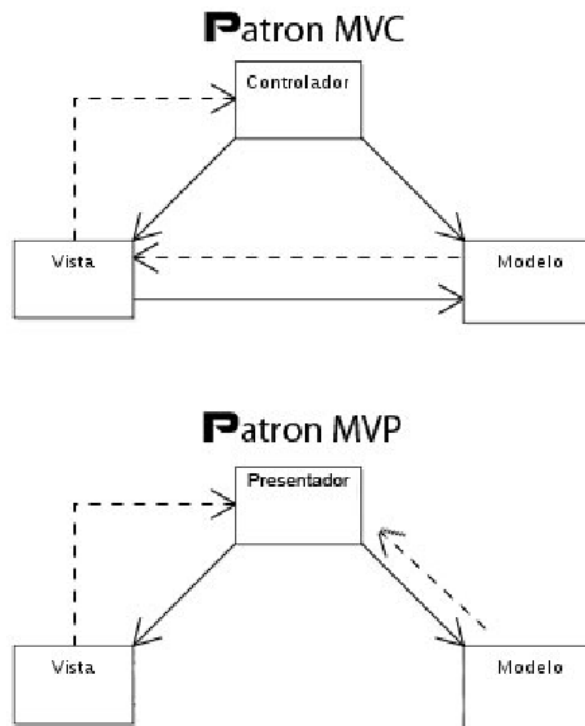 Patron MVC
Controlador
Vista
Modelo
Patron MVP
Presentador
Vista
Modelo